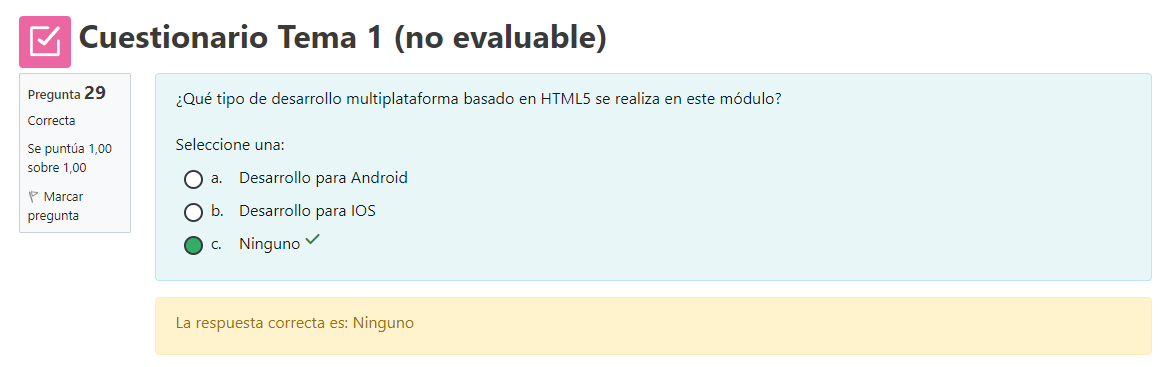 Cuestionario Tema 1 (no evaluable)
Pregunta 29
Correcta
Se puntúa 1,00
sobre 1,00
Marcar
pregunta
¿Qué tipo de desarrollo multiplataforma basado en HTML5 se realiza en este módulo?
Seleccione una:
a. Desarrollo para Android
b. Desarrollo para IOS
c. Ninguno
La respuesta correcta es: Ninguno